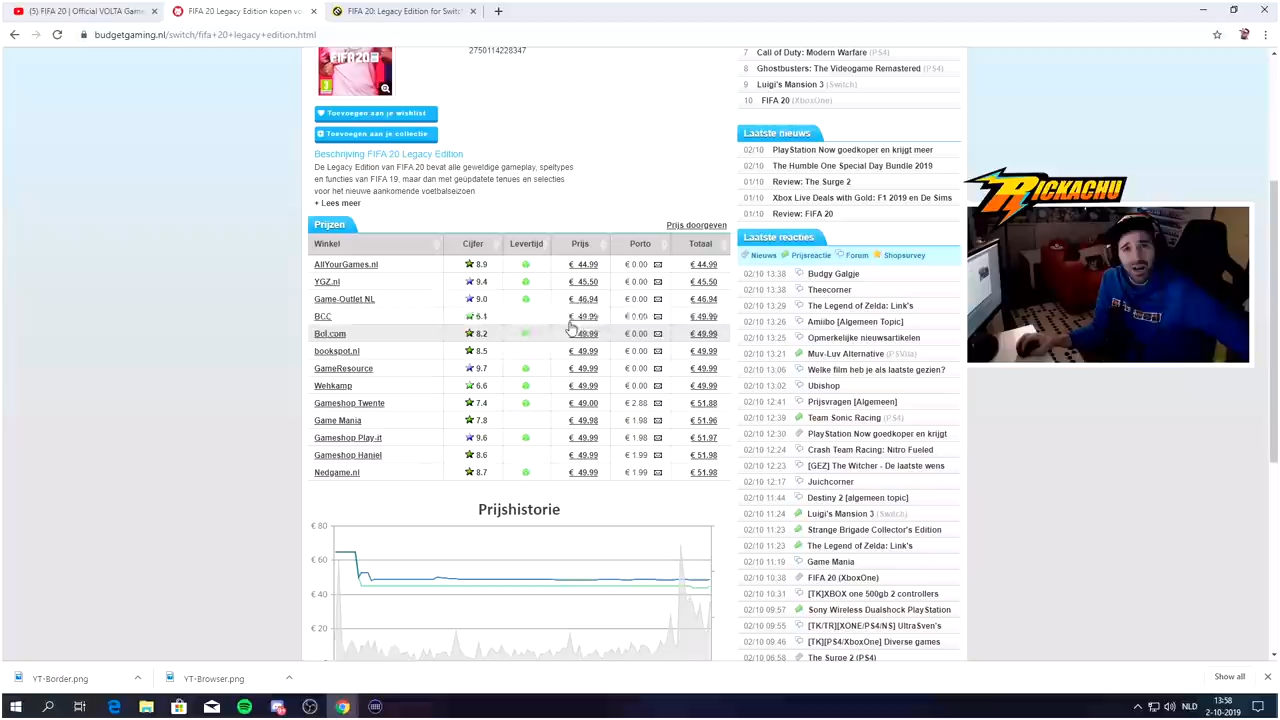 (5) FIFA 20 | Official VOLTA Game
FIFA 20 Legacy Edition kopen vo
FIFA 20: Legacy Edition for Switch
budgetgaming.nl/switch/fifa+20+legacy+edition.html
FIFA 20
2750114228347
Toevoegen aan je wishlist
Toevoegen aan je collectie
Beschrijving FIFA 20 Legacy Edition
De Legacy Edition van FIFA 20 bevat alle geweldige gameplay, speltypes
en functies van FIFA 19, maar dan met geüpdatete tenues en selecties
voor het nieuwe aankomende voetbalseizoen
+ Lees meer
Prijzen
Prijs doorgeven
Winkel Cijfer Levertijd Prijs Porto Totaal
AllYourGames.nl 8.9 € 44.99 € 0.00 € 44.99
YGZ.nl 9.4 € 45.50 € 0.00 € 45.50
Game-Outlet NL 9.0 € 46.94 € 0.00 € 46.94
BCC € 49.99 € 0.00 € 49.99
Bol.com 8.2 49.99 € 0.00 € 49.99
bookspot.nl 8.5 € 49.99 € 0.00 € 49.99
GameResource 9.7 € 49.99 € 0.00 € 49.99
Wehkamp 6.6 € 49.99 € 0.00 € 49.99
Gameshop Twente 7.4 € 49.00 € 2.88 € 51.88
Game Mania 7.8 € 49.98 € 1.98 € 51.96
Gameshop Play-it 9.6 € 49.99 € 1.98 € 51.97
Gameshop Haniel 8.6 € 49.99 € 1.99 € 51.98
Nedgame.nl 8.7 € 49.99 € 1.99 € 51.98
Prijshistorie
€ 80
€ 60
€ 40
€ 20
7 Call of Duty: Modern Warfare (PS4)
8 Ghostbusters: The Videogame Remastered (PS4)
9 Luigi's Mansion 3 (Switch)
10 FIFA 20 (XboxOne)
Laatste nieuws
02/10 PlayStation Now goedkoper en krijgt meer
02/10 The Humble One Special Day Bundle 2019
01/10 Review: The Surge 2
01/10 Xbox Live Deals with Gold: F1 2019 en De Sims
01/10 Review: FIFA 20
Laatste reacties
Nieuws Prijsreactie Forum Shopsurvey
02/10 13:38 Budgy Galgje
02/10 13:38 Theecorner
02/10 13:29 The Legend of Zelda: Link's
02/10 13:26 Amiibo [Algemeen Topic]
02/10 13:25 Opmerkelijke nieuwsartikelen
02/10 13:21 Muv-Luv Alternative (PSVita)
02/10 13:06 Welke film heb je als laatste gezien?
02/10 13:02 Ubishop
02/10 12:41 Prijsvragen [Algemeen]
02/10 12:39 Team Sonic Racing (PS4)
02/10 12:30 PlayStation Now goedkoper en krijgt
02/10 12:24 Crash Team Racing: Nitro Fueled
02/10 12:23 [GEZ] The Witcher - De laatste wens
02/10 12:17 Juichcorner
02/10 11:44 Destiny 2 [algemeen topic]
02/10 11:24 Luigi's Mansion 3 (Switch)
02/10 11:23 Strange Brigade Collector's Edition
02/10 11:23 The Legend of Zelda: Link's
02/10 11:19 Game Mania
02/10 10:38 FIFA 20 (XboxOne)
02/10 10:31 [TK]XBOX one 500gb 2 controllers
02/10 09:57 Sony Wireless Dualshock PlayStation
02/10 09:55 [TK/TR][XONE/PS4/NS] UltraSven's
02/10 09:46 [TK][PS4/XboxOne] Diverse games
02/10 06:58 The Surge 2 (PS4)
RICKACHU
YT-Border.png
YT-Browser.png
Show all
NLD
13:58
2-10-2019